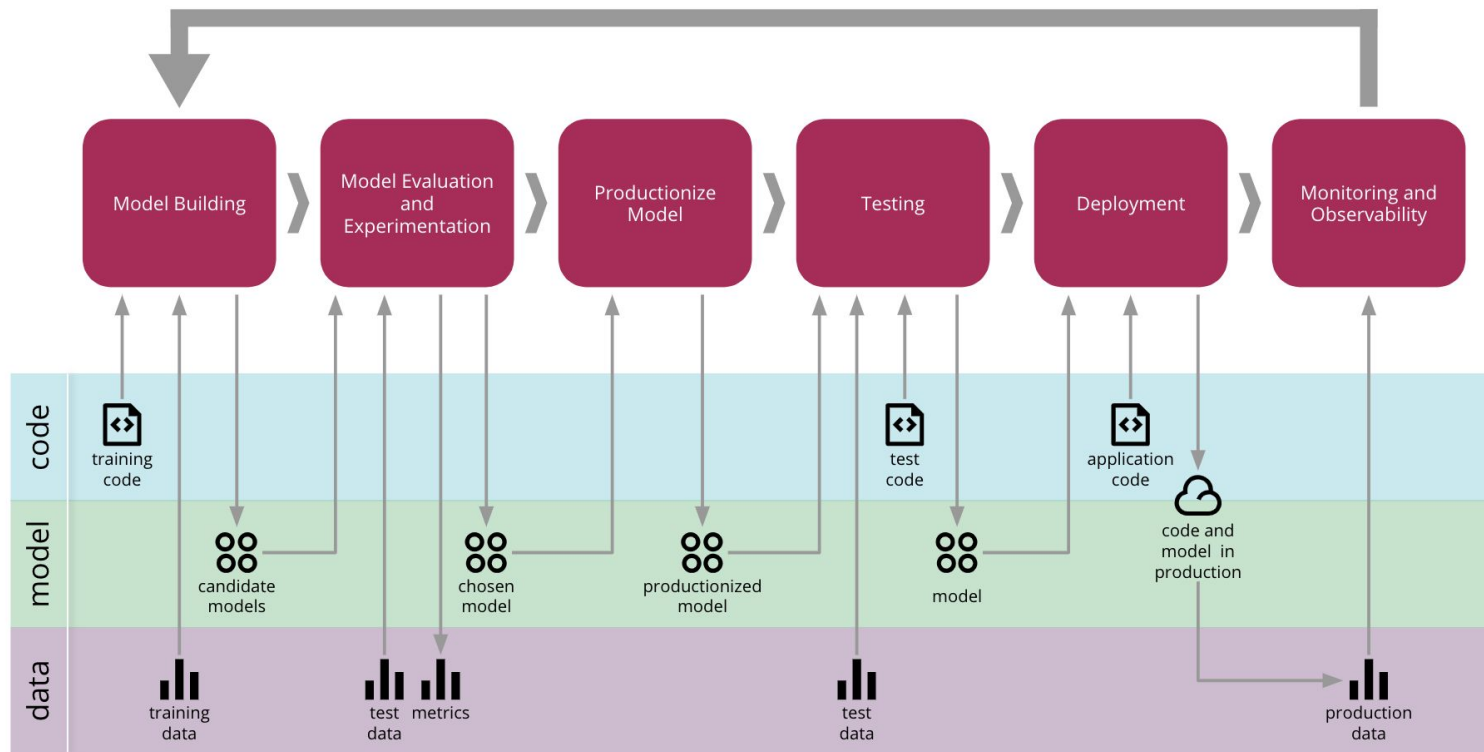 Model Building
Model Evaluation
and
Experimentation
Productionize
Model
Testing
Deployment
Monitoring and
Observability
code
training
code
test
code
application
code
model
candidate
models
chosen
model
productionized
model
model
code and
model in
production
data
training
data
test
data
metrics
test
data
production
data